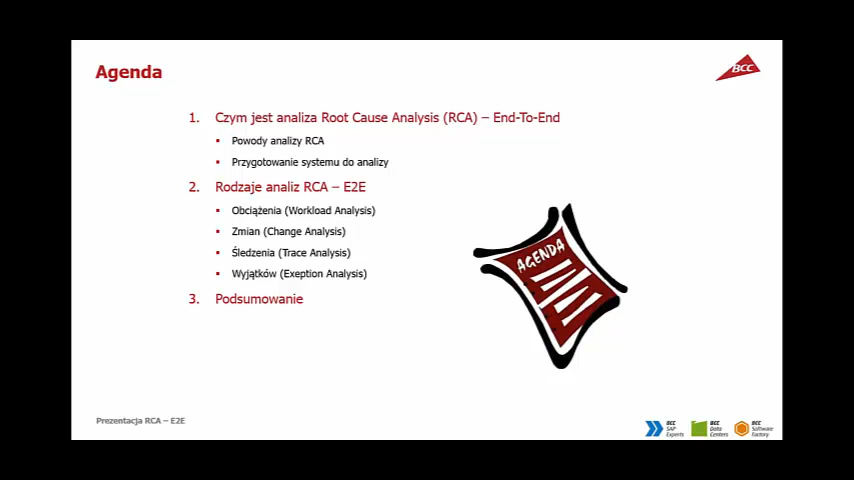 Agenda
BCC
1. Czym jest analiza Root Cause Analysis (RCA) – End-To-End
▪ Powody analizy RCA
▪ Przygotowanie systemu do analizy
2. Rodzaje analiz RCA – E2E
▪ Obciążenia (Workload Analysis)
▪ Zmian (Change Analysis)
▪ Śledzenia (Trace Analysis)
▪ Wyjątków (Exeption Analysis)
3. Podsumowanie
AGENDA
Prezentacja RCA – E2E
BCC
SAP
Experts
BCC
Data
Centers
BCC
Software
Factory